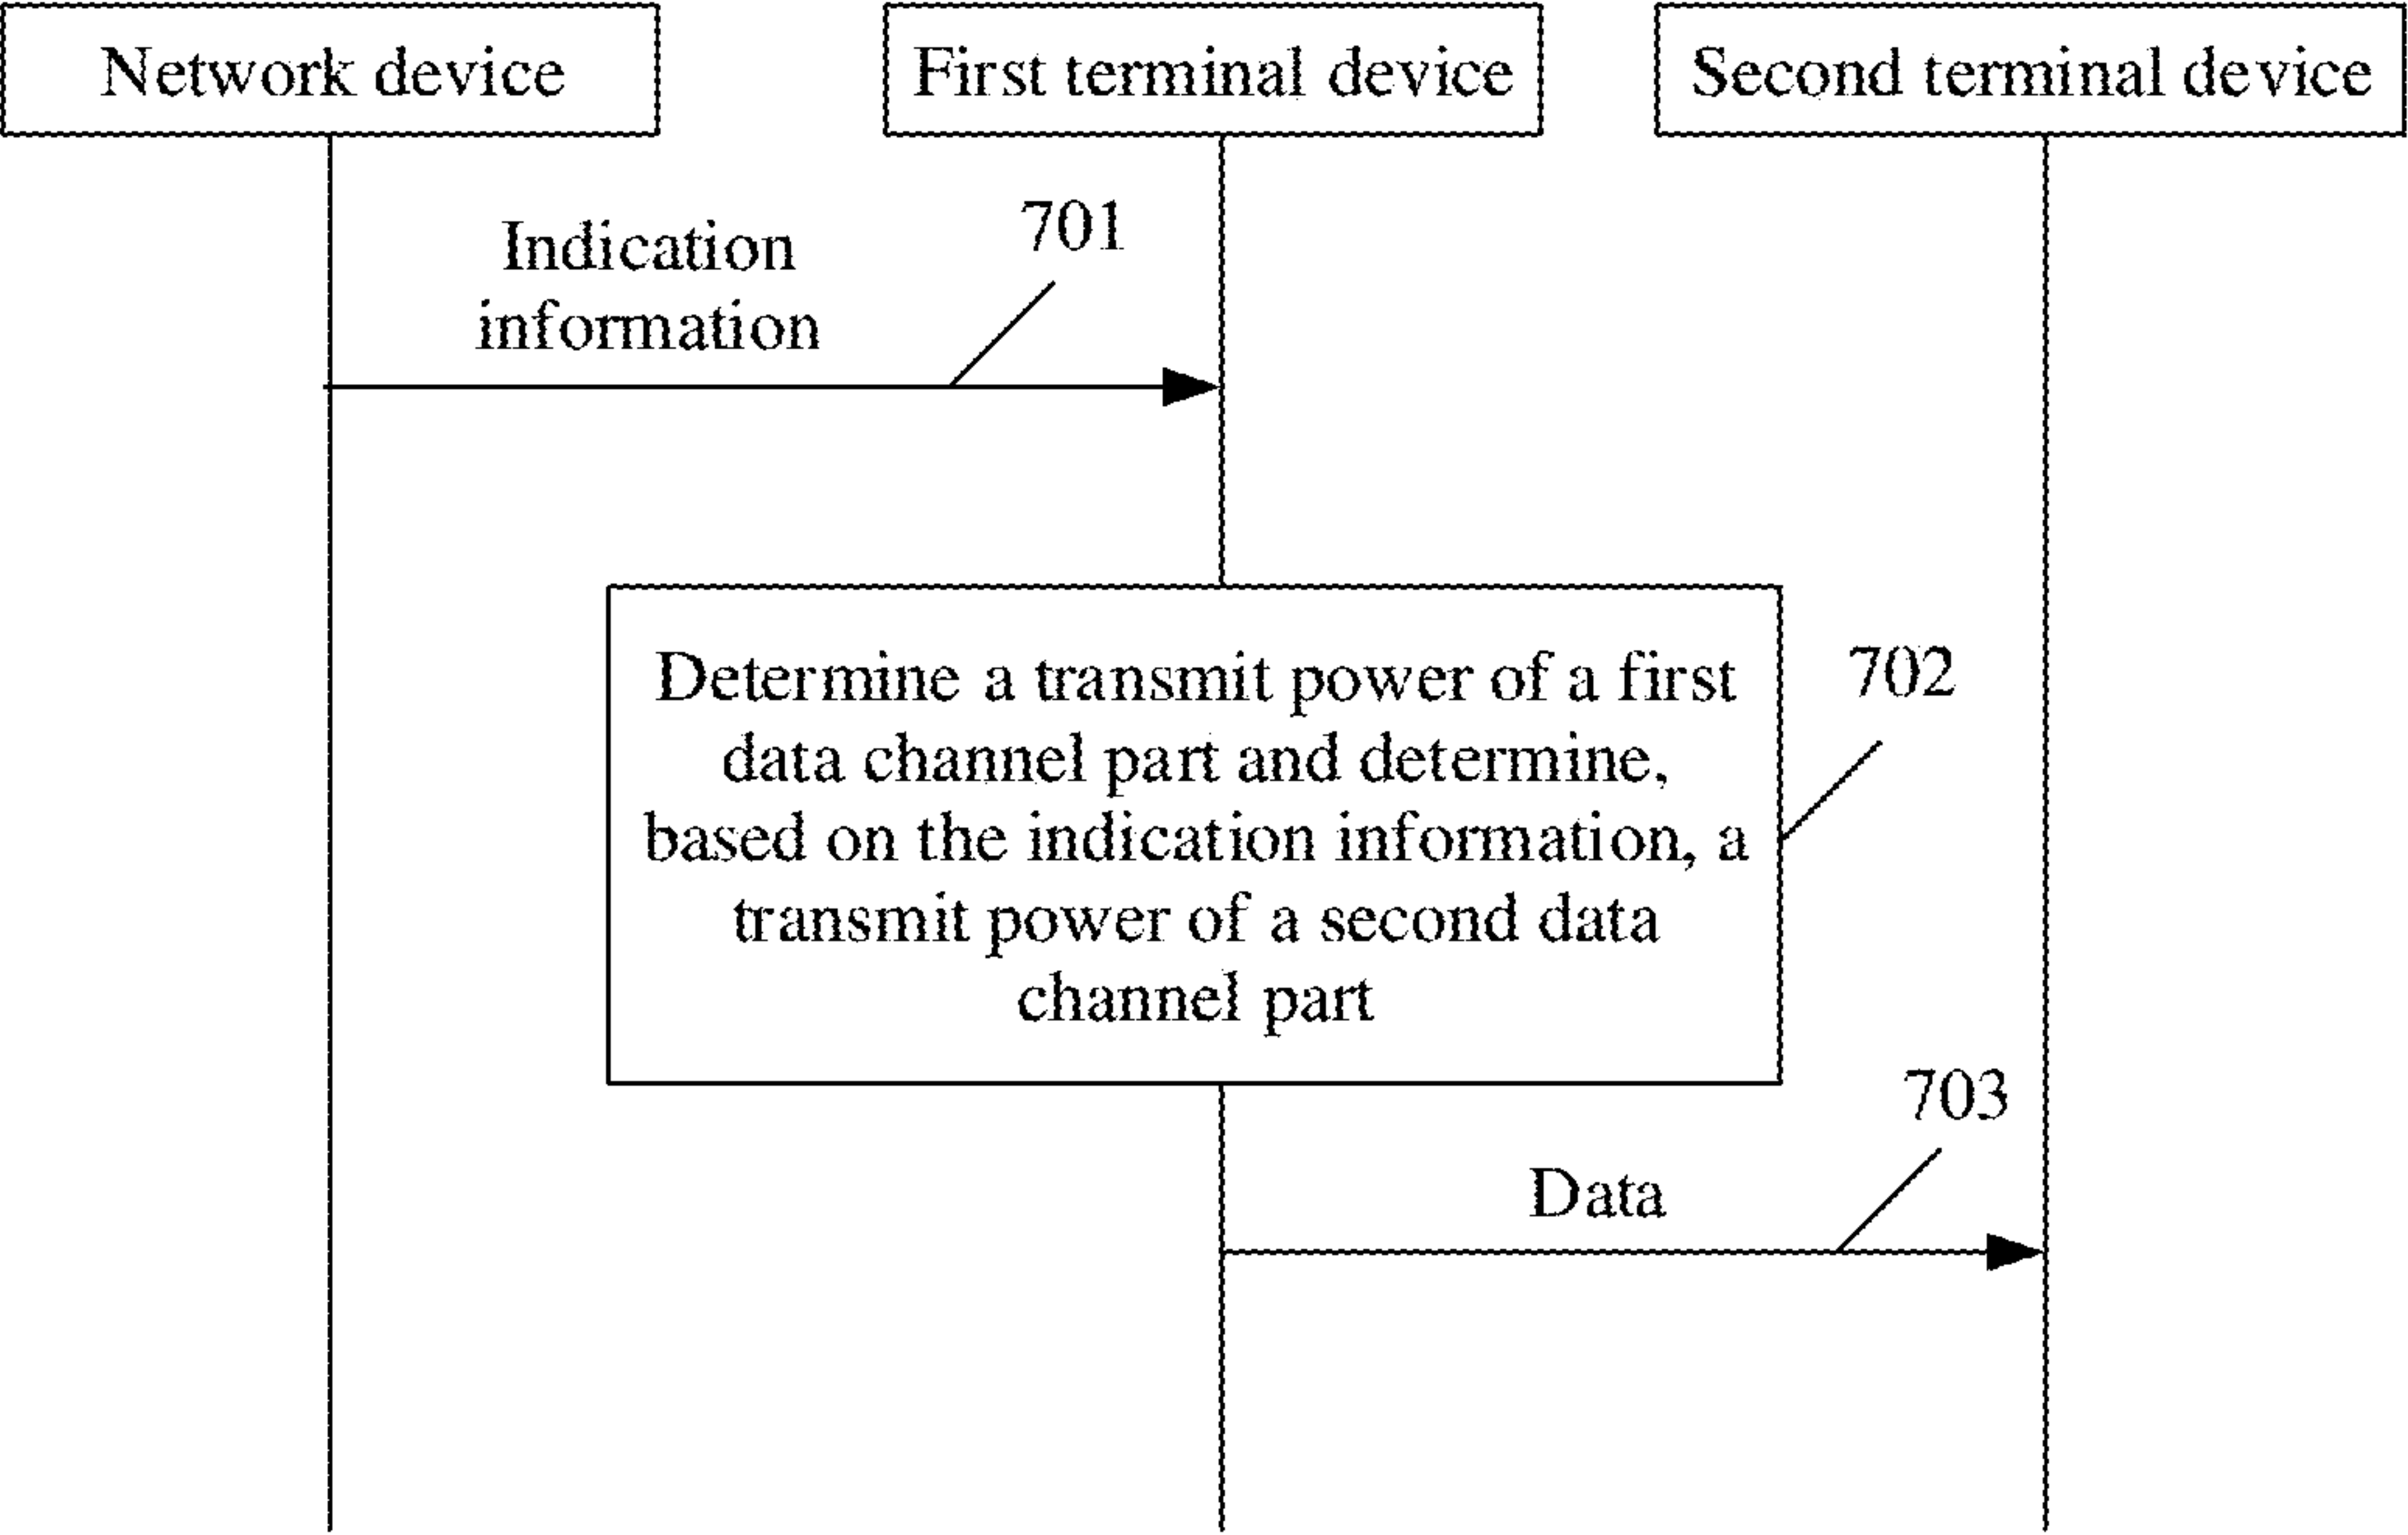 Network device
First terminal device
Second terminal device
Indication
information
701
Determine a transmit power of a first
data channel part and determine,
based on the indication information, a
transmit power of a second data
channel part
702
703
Data